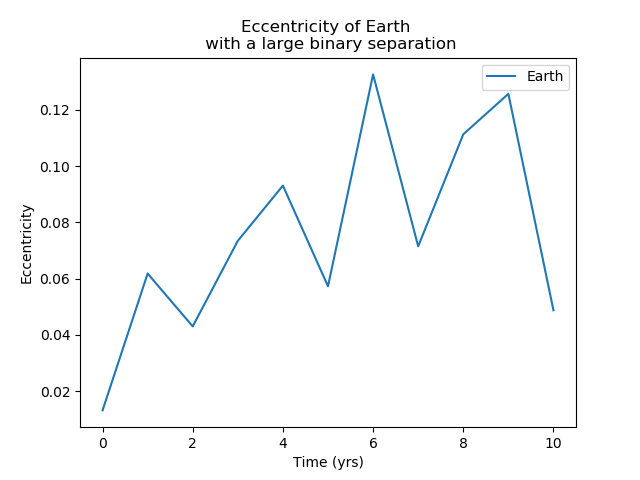 Eccentricity of Earth
with a large binary separation
Earth
Eccentricity
0.12
0.10
0.08
0.06
0.04
0.02
0 2 4 6 8 10
Time (yrs)